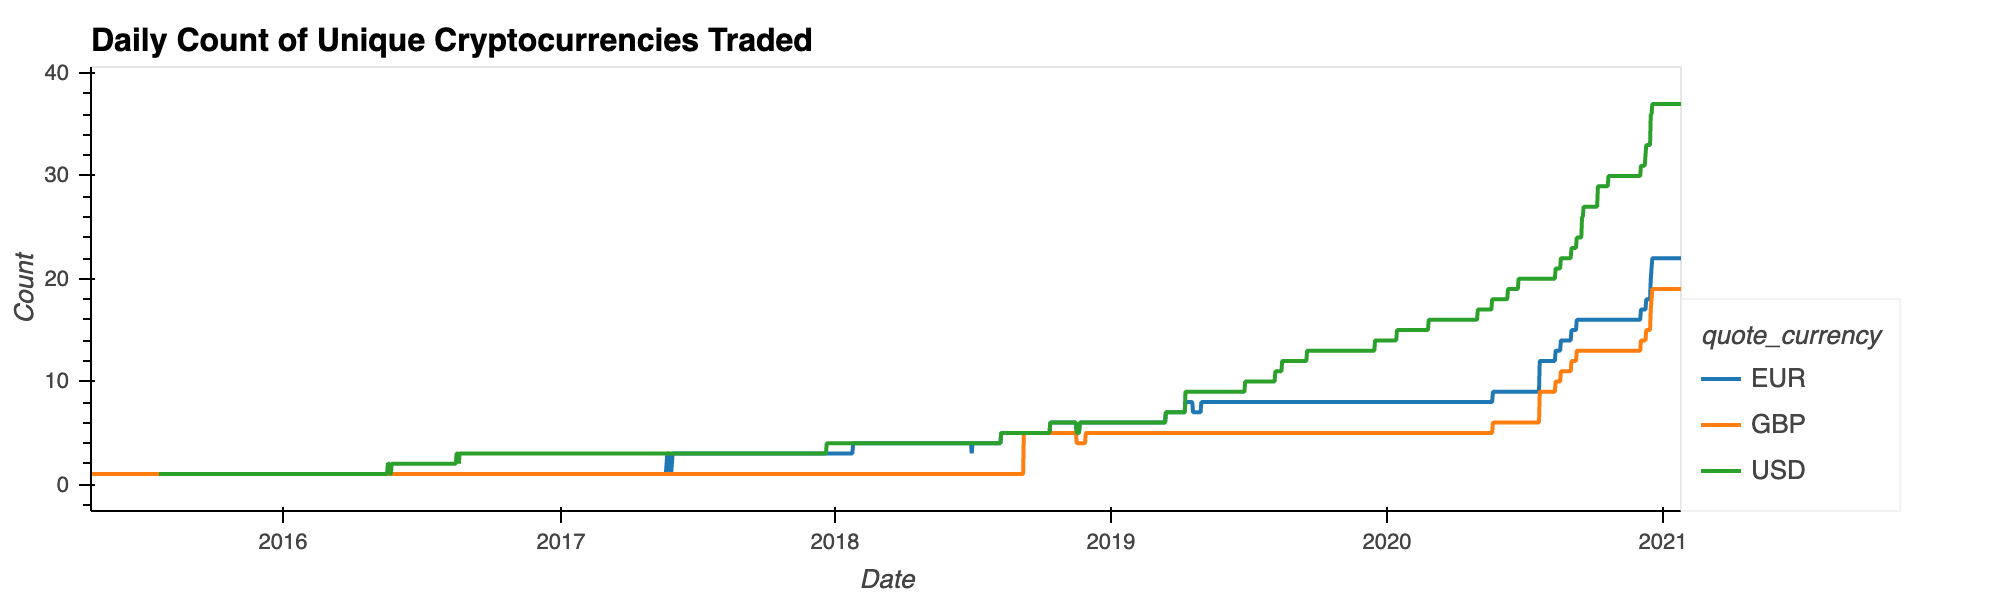 Daily Count of Unique Cryptocurrencies Traded
40
30
20
10
0
Count
2016 2017 2018 2019 2020 2021
Date
quote_currency
EUR
GBP
USD